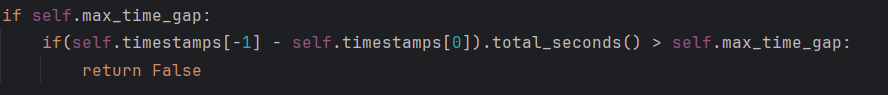 if self.max_time_gap:
    if(self.timestamps[-1] - self.timestamps[0]).total_seconds() > self.max_time_gap:
        return False